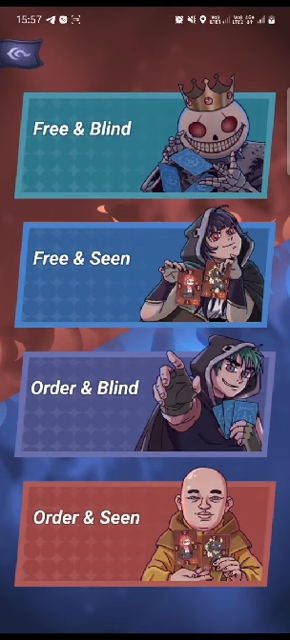 15:57
Free & Blind
Free & Seen
Order & Blind
Order & Seen